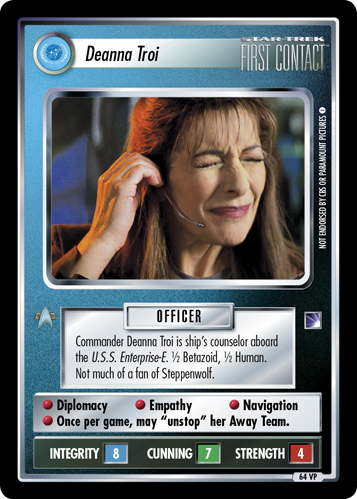 Deanna Troi
STAR TREK
FIRST CONTACT™
NOT ENDORSED BY CBS OR PARAMOUNT PICTURES
OFFICER
Commander Deanna Troi is ship's counselor aboard
the U.S.S. Enterprise-E. ½ Betazoid, ½ Human.
Not much of a fan of Steppenwolf.
Diplomacy Empathy Navigation
Once per game, may "unstop" her Away Team.
INTEGRITY 8 CUNNING 7 STRENGTH 4
64 VP